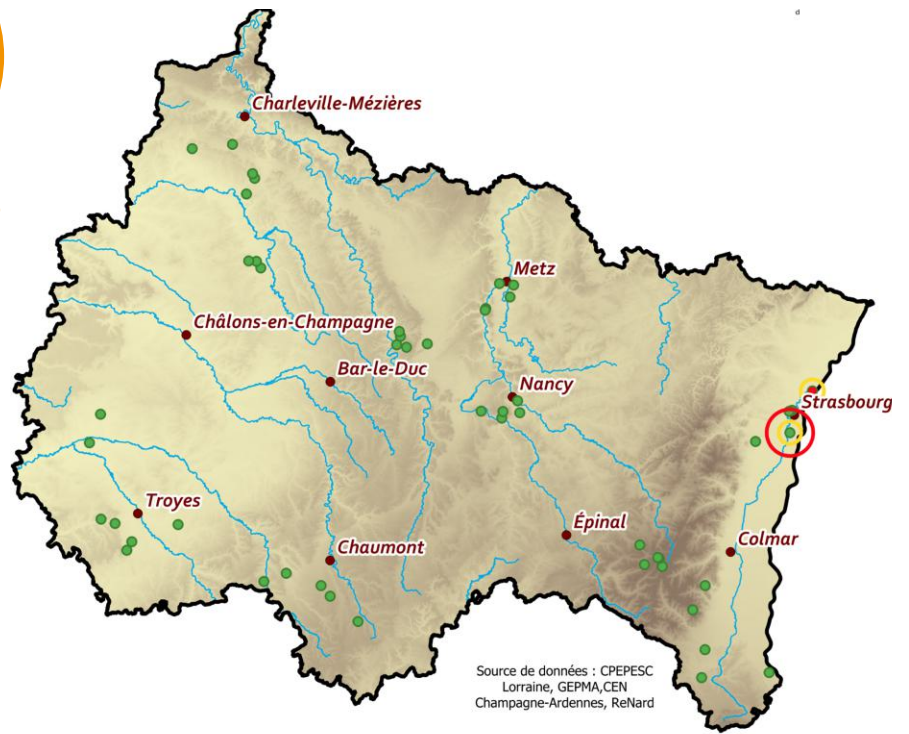 d
Charleville-Mézières
Metz
Châlons-en-Champagne
Bar-le-Duc
Nancy
Strasbourg
Troyes
Épinal
Chaumont
Colmar
Source de données : CPEPESC
Lorraine, GEPMA,CEN
Champagne-Ardennes, ReNard